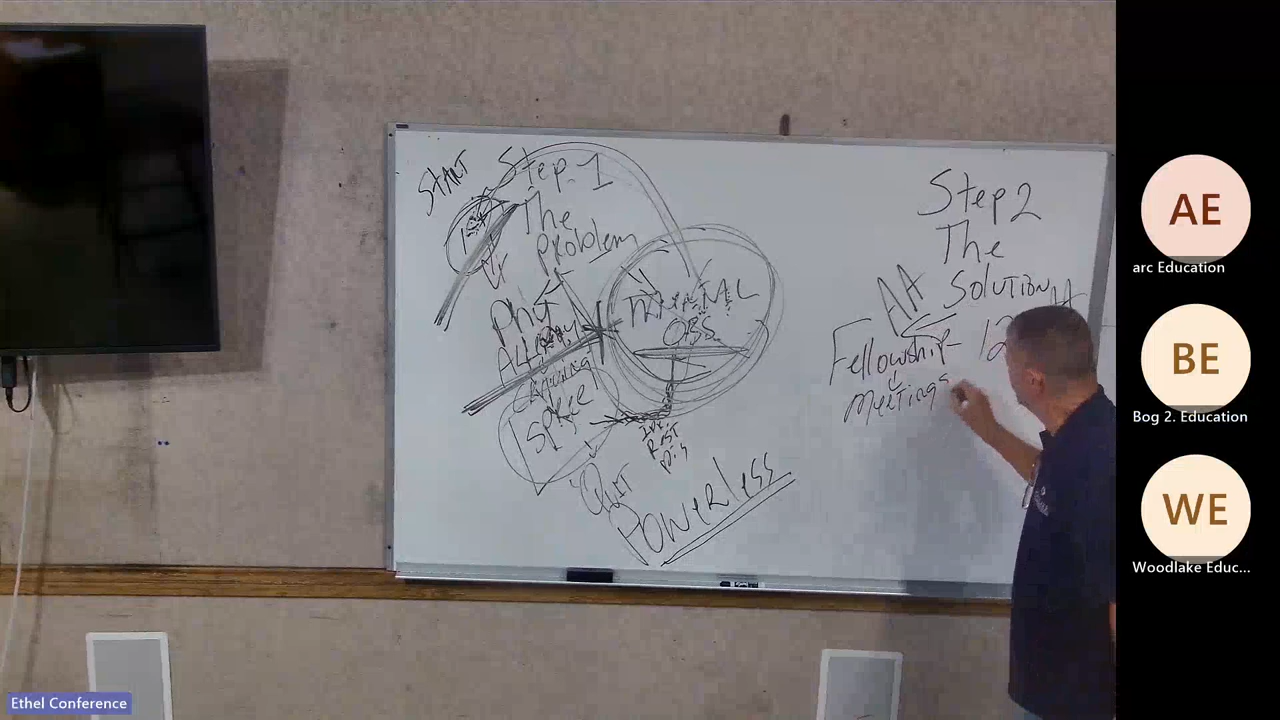 START
Step 1
The
problem
Phy
Craving
Spree
MENTAL
OBS.
Quit
Powerless
Step 2
The
Solution
AA
Fellowship
12
Meetings
AE
arc Education
BE
Bog 2. Education
WE
Woodlake Educ...
Ethel Conference